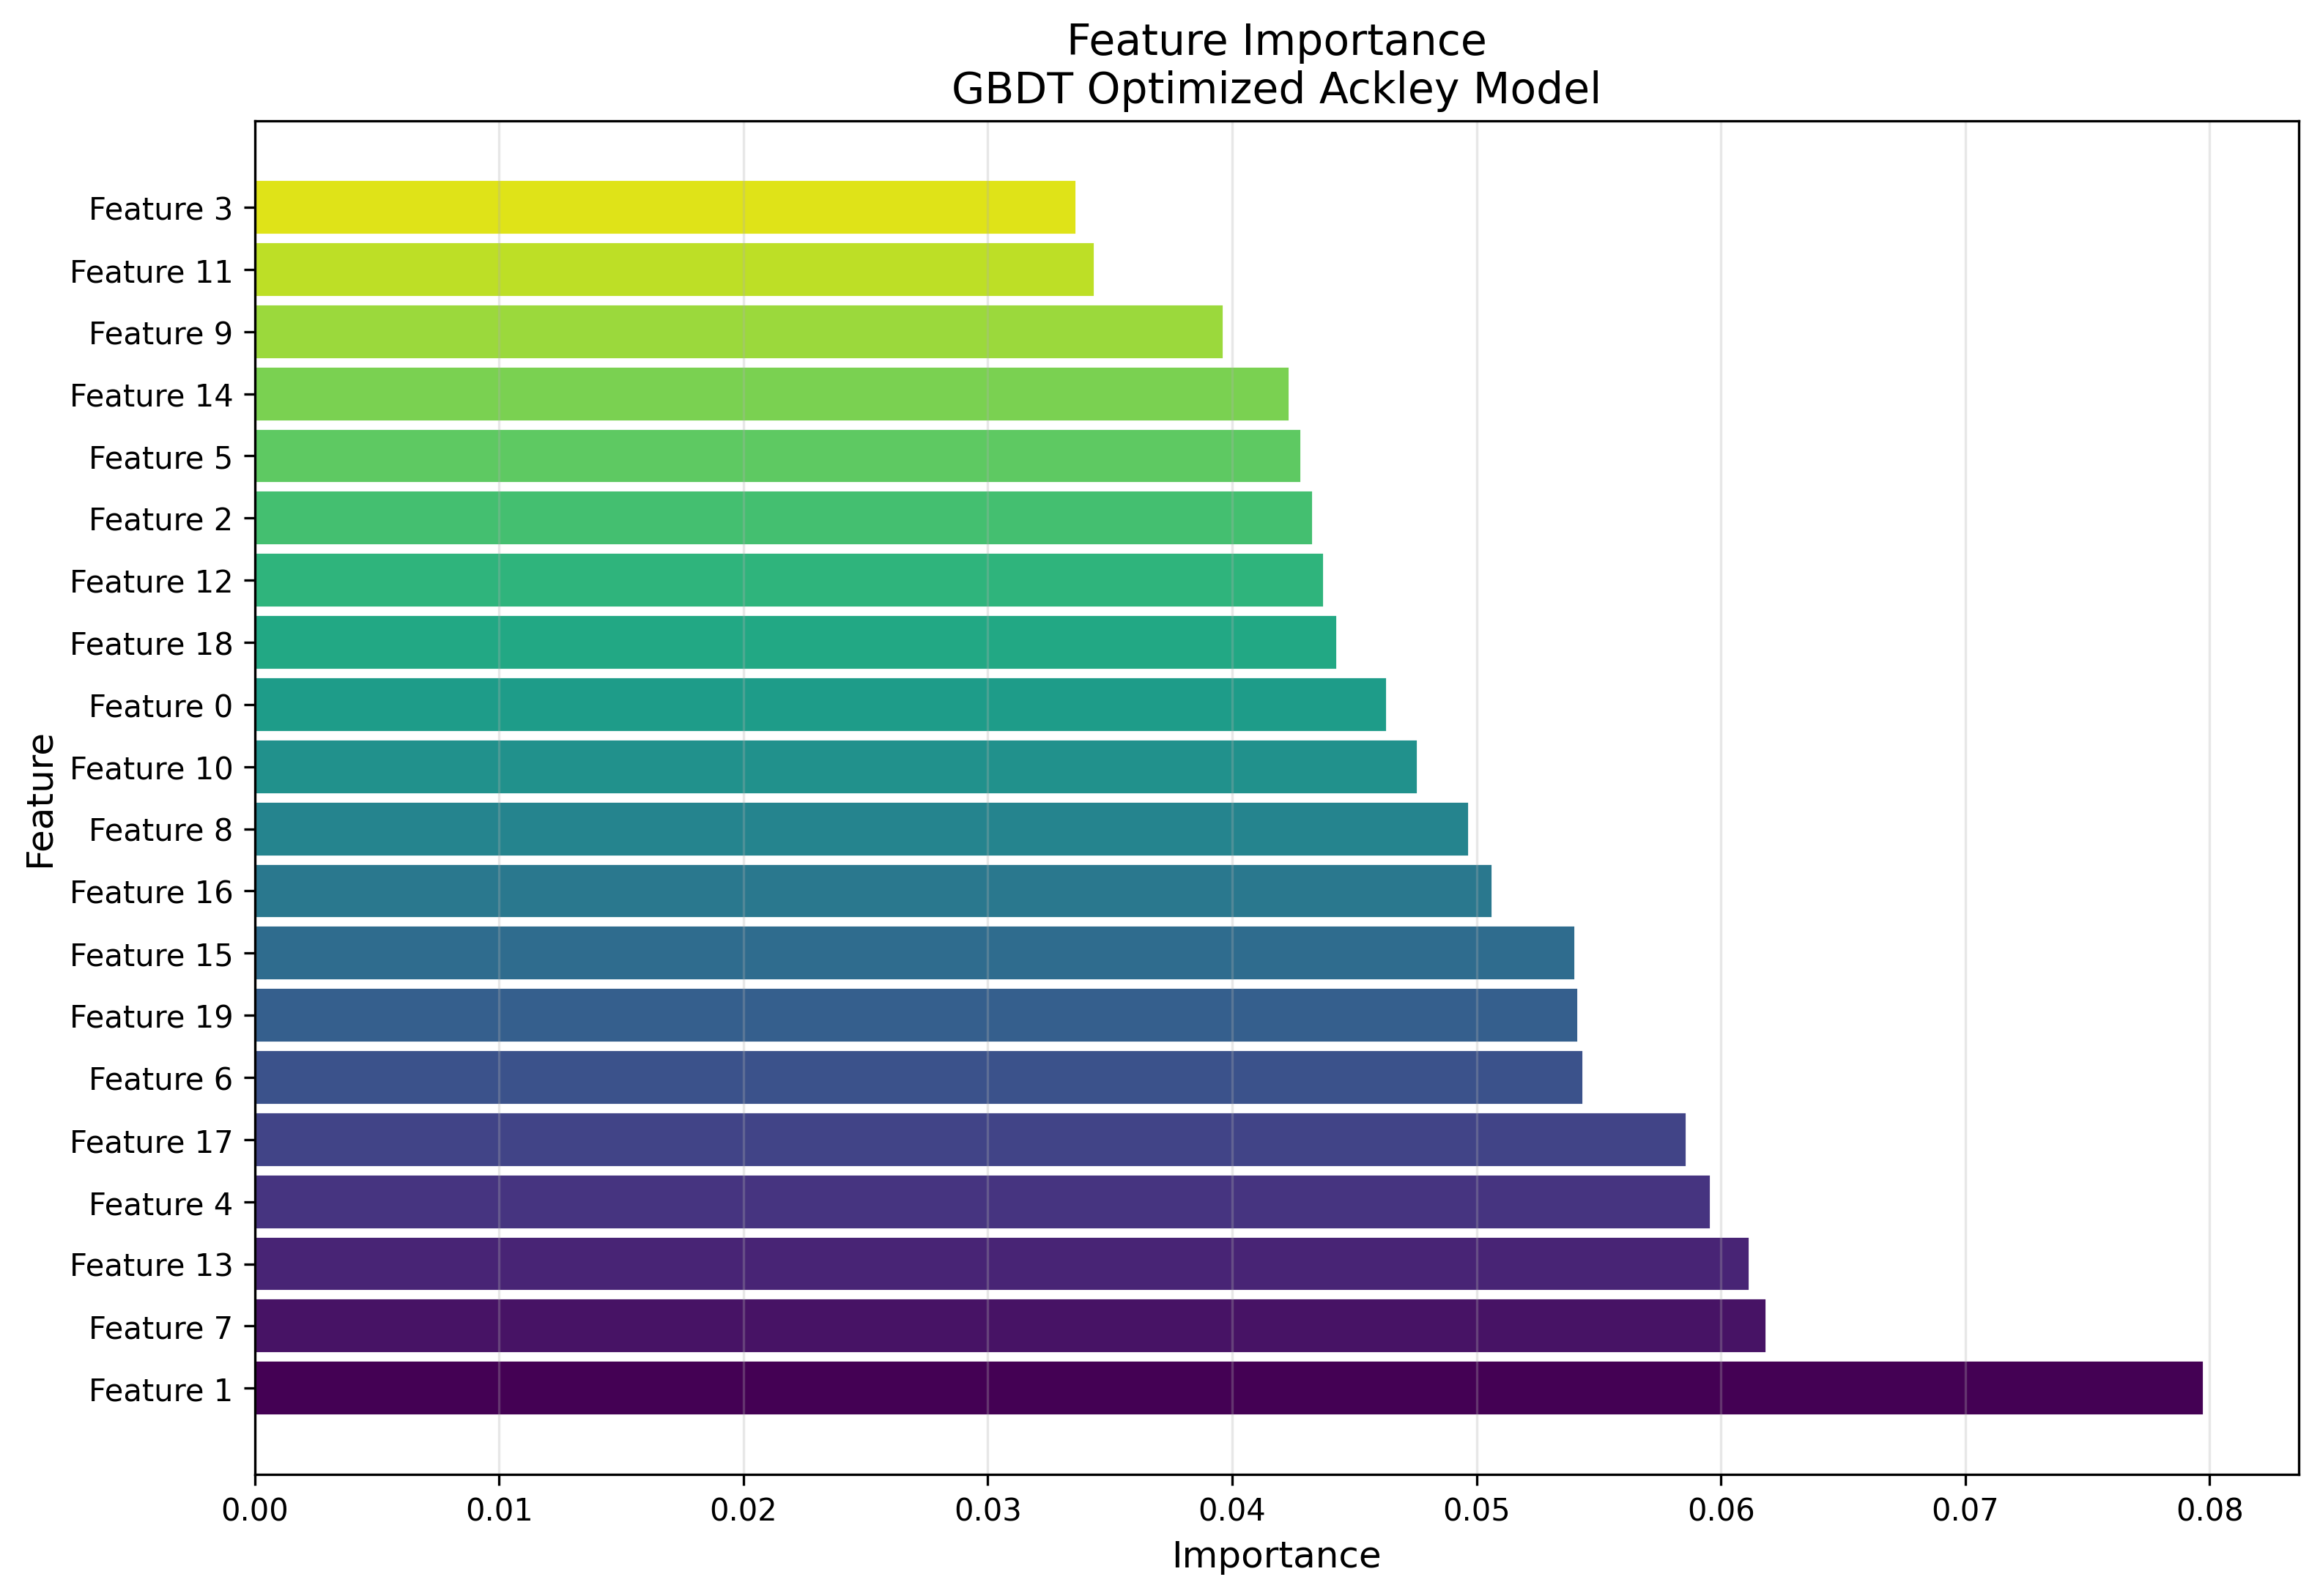 Feature Importance
GBDT Optimized Ackley Model
Feature 3
Feature 11
Feature 9
Feature 14
Feature 5
Feature 2
Feature 12
Feature 18
Feature 0
Feature 10
Feature 8
Feature 16
Feature 15
Feature 19
Feature 6
Feature 17
Feature 4
Feature 13
Feature 7
Feature 1
Feature
0.00 0.01 0.02 0.03 0.04 0.05 0.06 0.07 0.08
Importance